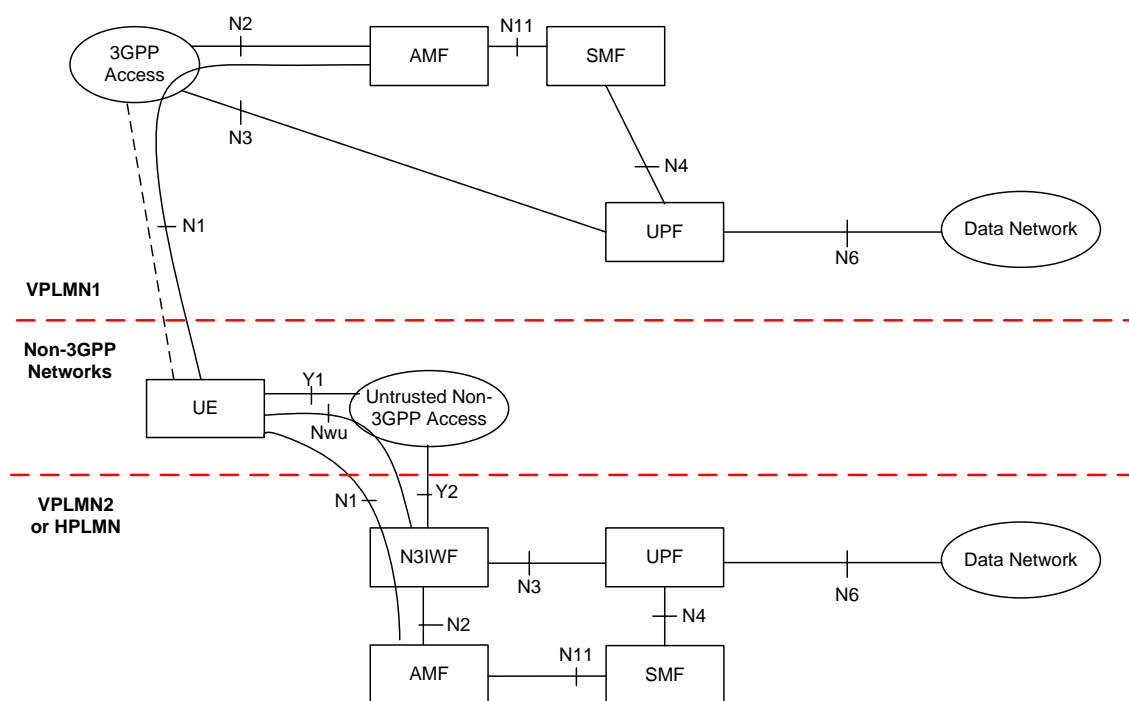 N2
N11
3GPP
Access
AMF
SMF
N3
N4
N1
UPF
Data Network
N6
VPLMN1
Non-3GPP
Networks
Y1
UE
Untrusted Non-
3GPP Access
Nwu
VPLMN2
or HPLMN
N1
Y2
N3IWF
UPF
Data Network
N3
N6
N2
N4
N11
AMF
SMF